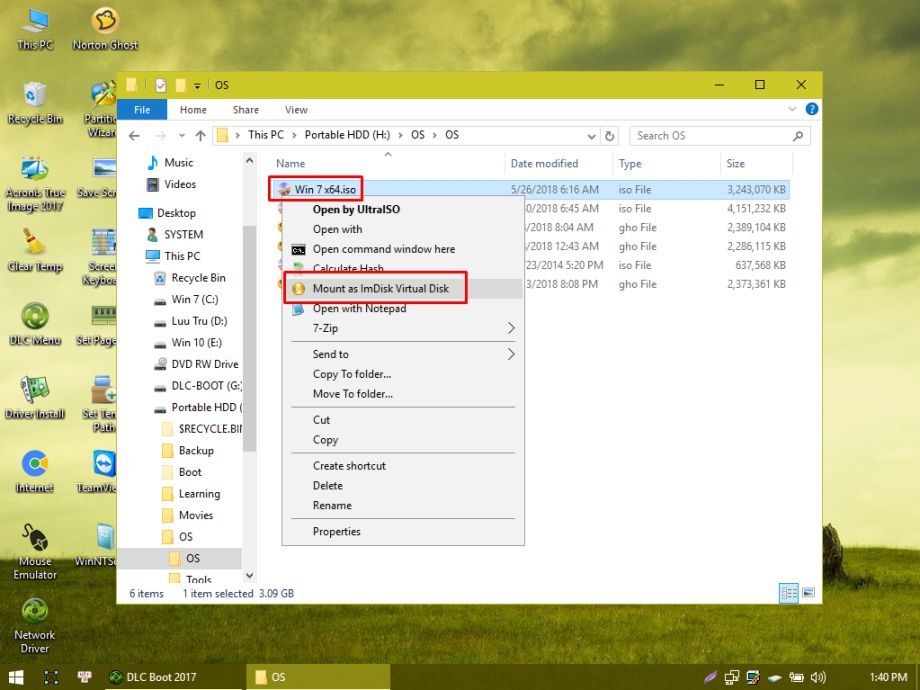 This PC
Norton Ghost
Recycle Bin
Partiti
Wizar
Acronis True
Image 2017
Save Scr
Clear Temp
Screen
Keyboa
DLC Menu
Set Page
Driver Install
Set Tem
Path
Internet
TeamVie
Mouse
Emulator
WinNTSe
Network
Driver
OS
File
Home
Share
View
This PC
Portable HDD (H:)
OS
OS
Search OS
Music
Videos
Desktop
SYSTEM
This PC
Recycle Bin
Win 7 (C:)
Luu Tru (D:)
Win 10 (E:)
DVD RW Drive
DLC-BOOT (G:)
Portable HDD (
$RECYCLE.BIN
Backup
Boot
Learning
Movies
OS
OS
Tools
Name
Date modified
Type
Size
Win 7 x64.iso
5/26/2018 6:16 AM
iso File
3,243,070 KB
/30/2018 6:45 AM
iso File
4,151,232 KB
/2018 8:04 AM
gho File
2,389,104 KB
/2018 12:43 AM
gho File
2,286,115 KB
/23/2014 5:20 PM
iso File
637,568 KB
3/2018 8:08 PM
gho File
2,373,361 KB
Open by UltraISO
Open with
Open command window here
Calculate Hash
Mount as ImDisk Virtual Disk
Open with Notepad
7-Zip
Send to
Copy To folder...
Move To folder...
Cut
Copy
Create shortcut
Delete
Rename
Properties
6 items
1 item selected 3.09 GB
DLC Boot 2017
OS
1:40 PM